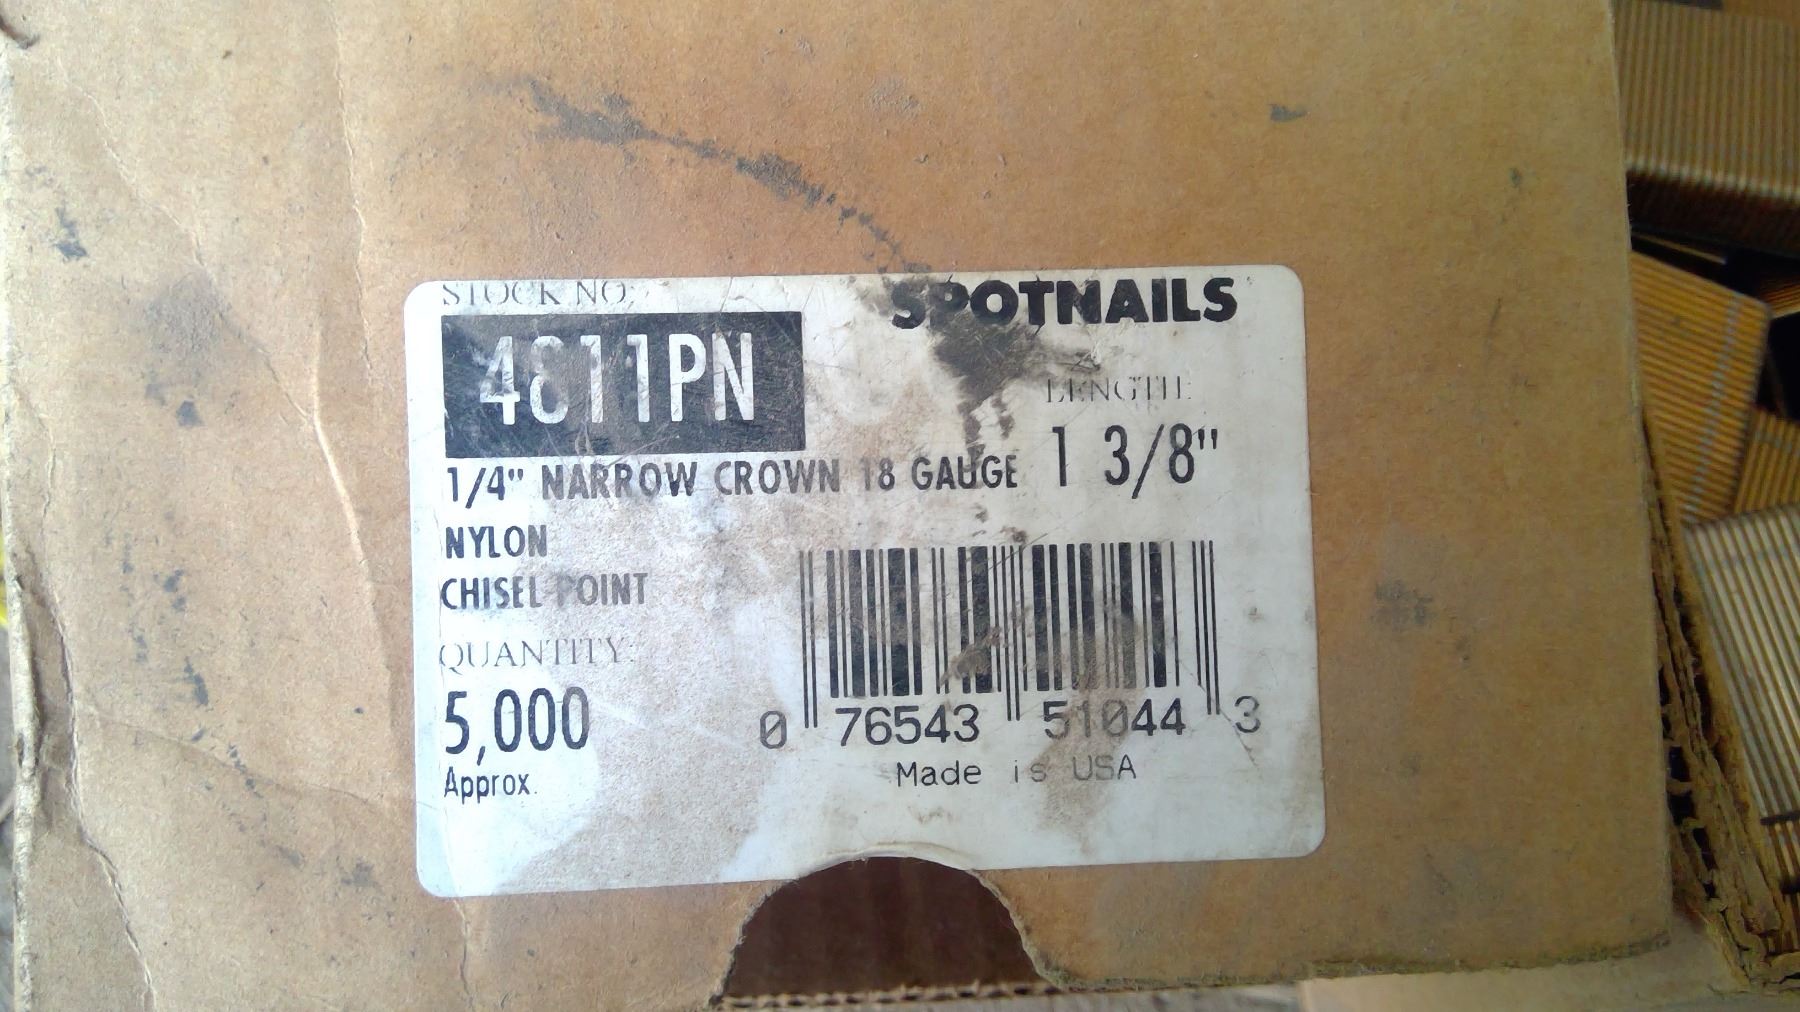 STOCK NO:
SPOTNAILS
4811PN
LENGTH:
1/4" NARROW CROWN 18 GAUGE 1 3/8"
NYLON
CHISEL POINT
QUANTITY:
5,000
0 76543 51044 3
Approx.
Made is USA